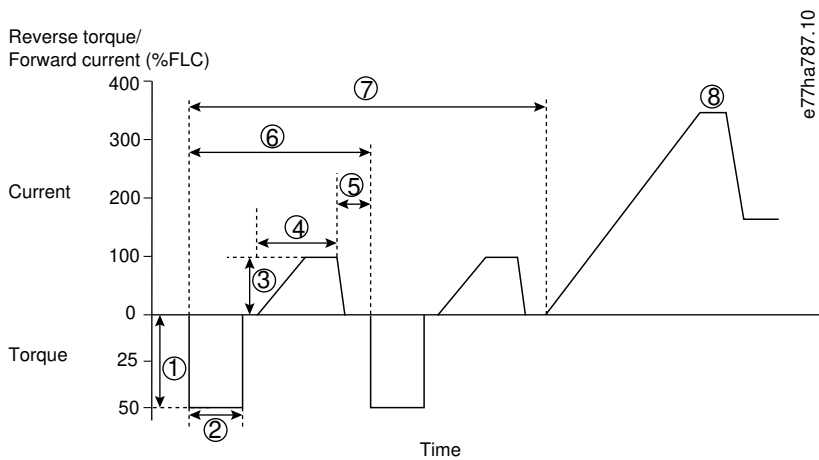 Reverse torque/
Forward current (%FLC)
e77ha787.10
400
⑦
⑧
300
⑥
Current
200
⑤
④
100
③
0
Torque
25
①
50
②
Time